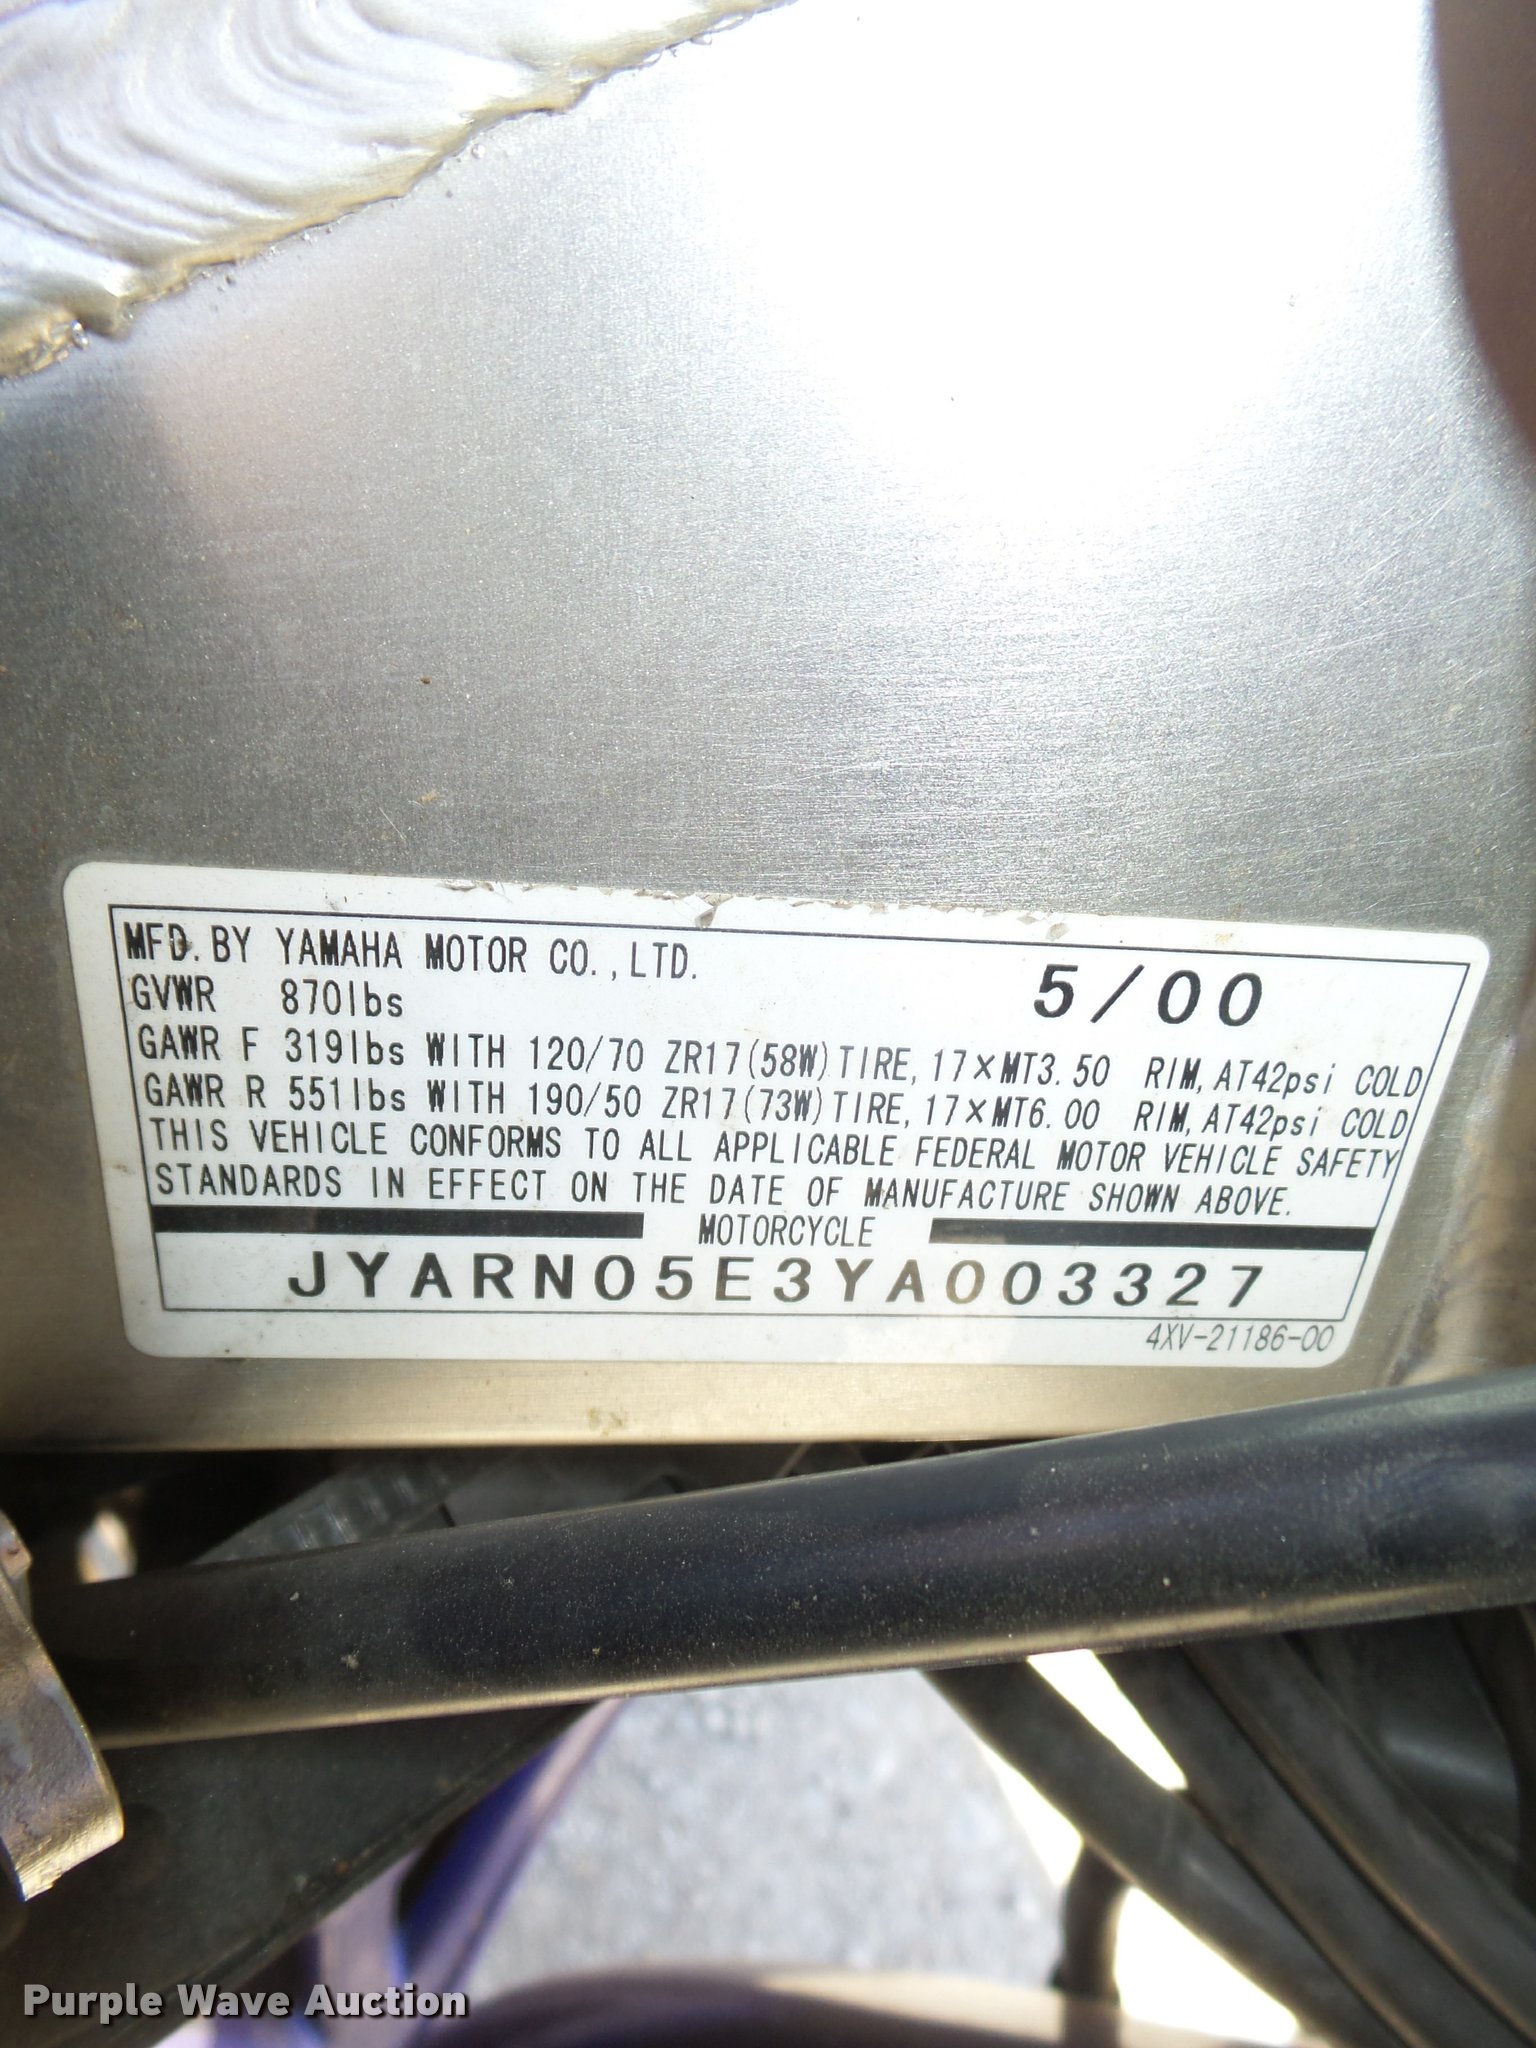 MFD. BY YAMAHA MOTOR CO., LTD.
5/00
GVWR 870lbs
GAWR F 319lbs WITH 120/70 ZR17(58W)TIRE, 17×MT3.50 RIM, AT42psi COLD
GAWR R 551lbs WITH 190/50 ZR17(73W)TIRE, 17×MT6.00 RIM, AT42psi COLD
THIS VEHICLE CONFORMS TO ALL APPLICABLE FEDERAL MOTOR VEHICLE SAFETY
STANDARDS IN EFFECT ON THE DATE OF MANUFACTURE SHOWN ABOVE.
MOTORCYCLE
JYARN05E3YA003327
4XV-21186-00
Purple Wave Auction